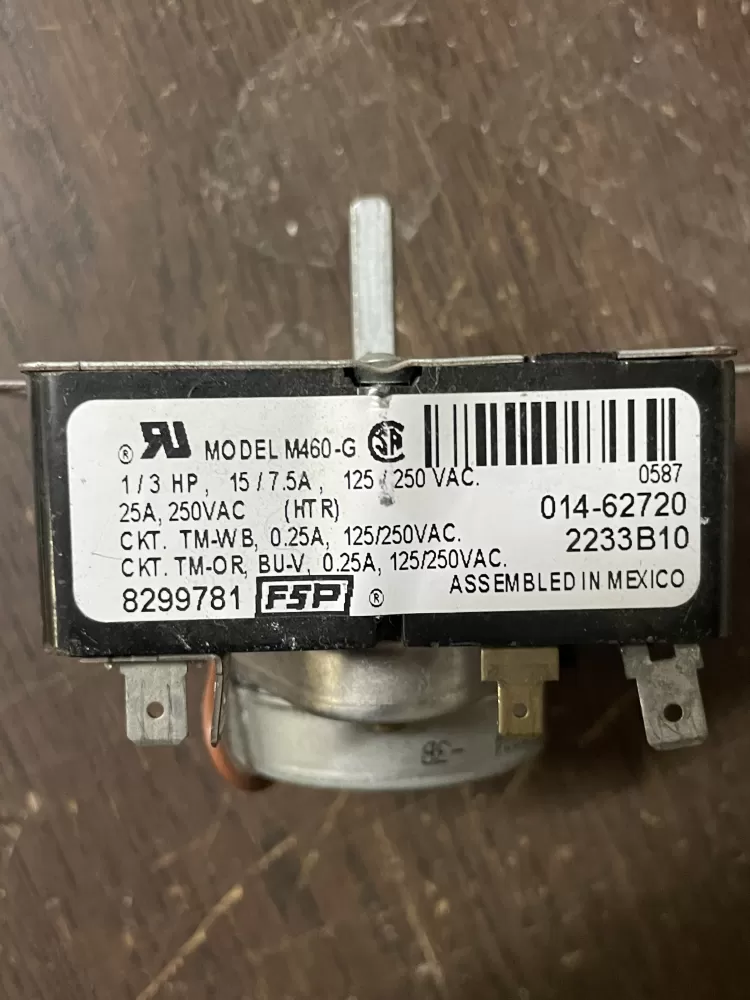 ® RU MODEL M460-G SA
1/3 HP, 15/7.5A, 125/250 VAC.
0587
25A, 250VAC (HTR)
014-62720
CKT. TM-WB, 0.25A, 125/250VAC.
2233B10
CKT. TM-OR, BU-V, 0.25A, 125/250VAC.
ASSEMBLED IN MEXICO
8299781 FSP ®